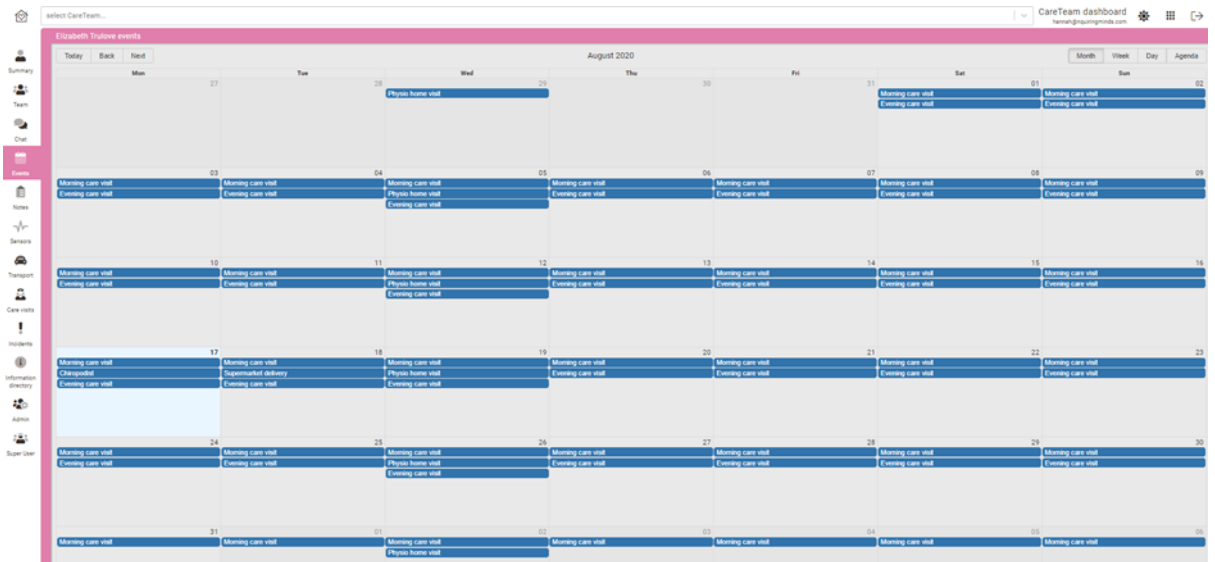 select CareTeam...
CareTeam dashboard
hannah@nquiringminds.com
Elizabeth Trulove events
Today Back Next August 2020 Month Week Day Agenda
Mon Tue Wed Thu Fri Sat Sun
27 28 29 30 31 01 02
Physio home visit Morning care visit Morning care visit
Evening care visit Evening care visit
03 04 05 06 07 08 09
Morning care visit Morning care visit Morning care visit Morning care visit Morning care visit Morning care visit Morning care visit
Evening care visit Evening care visit Physio home visit Evening care visit Evening care visit Evening care visit Evening care visit
Evening care visit
10 11 12 13 14 15 16
Morning care visit Morning care visit Morning care visit Morning care visit Morning care visit Morning care visit Morning care visit
Evening care visit Evening care visit Physio home visit Evening care visit Evening care visit Evening care visit Evening care visit
Evening care visit
17 18 19 20 21 22 23
Morning care visit Morning care visit Morning care visit Morning care visit Morning care visit Morning care visit Morning care visit
Chiropodist Supermarket delivery Physio home visit Evening care visit Evening care visit Evening care visit Evening care visit
Evening care visit Evening care visit Evening care visit
24 25 26 27 28 29 30
Morning care visit Morning care visit Morning care visit Morning care visit Morning care visit Morning care visit Morning care visit
Evening care visit Evening care visit Physio home visit Evening care visit Evening care visit Evening care visit Evening care visit
Evening care visit
31 01 02 03 04 05 06
Morning care visit Morning care visit Morning care visit Morning care visit Morning care visit Morning care visit Morning care visit
Physio home visit
Summary
Team
Chat
Events
Notes
Sensors
Transport
Care visits
Incidents
Information
directory
Admin
Super User